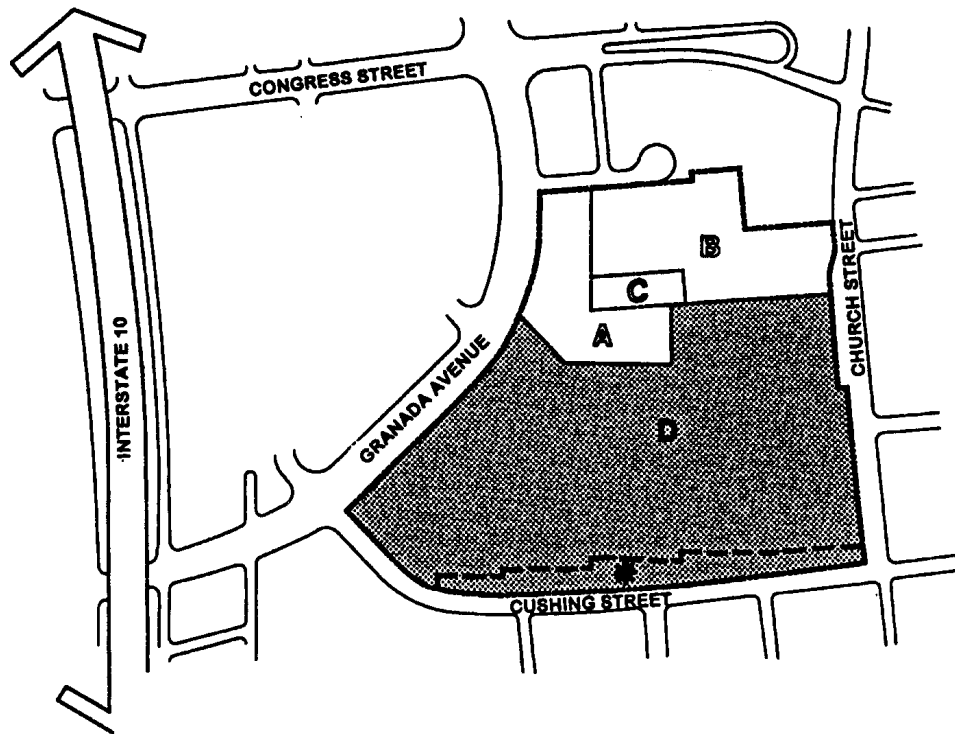 CONGRESS STREET
B
CHURCH STREET
C
A
INTERSTATE 10
GRANADA AVENUE
D
CUSHING STREET